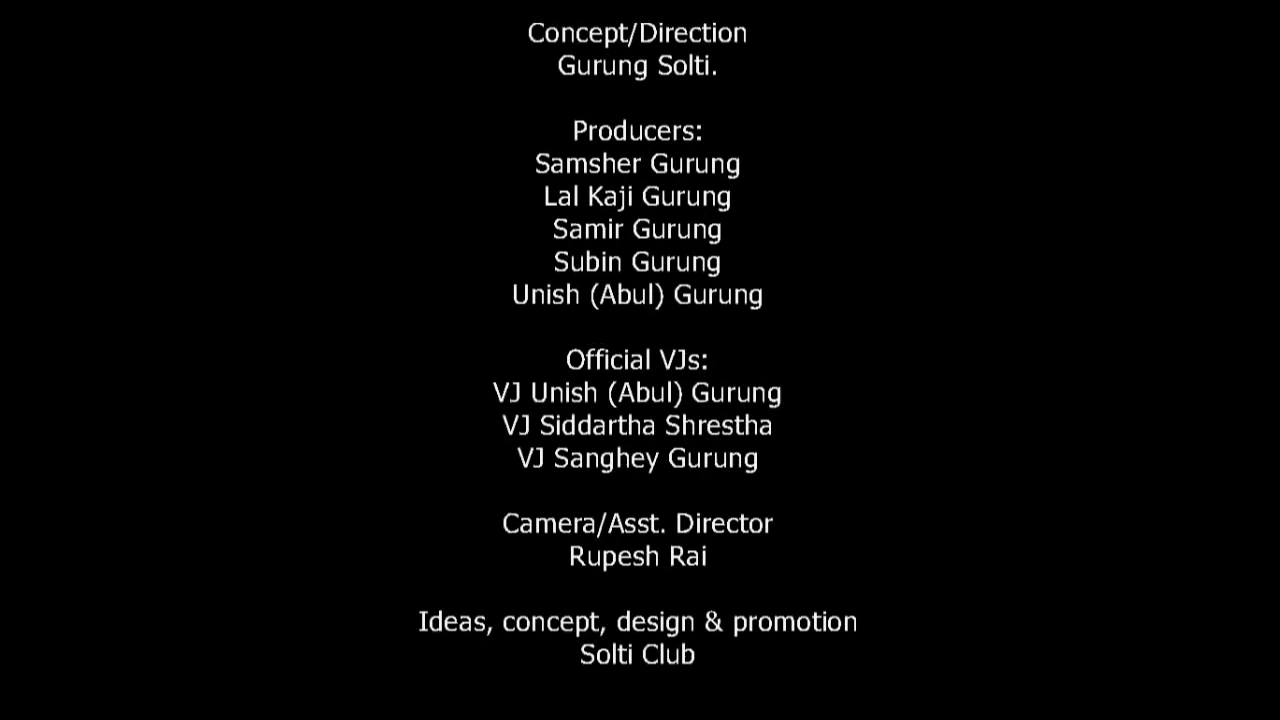 Concept/Direction
Gurung Solti.
Producers:
Samsher Gurung
Lal Kaji Gurung
Samir Gurung
Subin Gurung
Unish (Abul) Gurung
Official VJs:
VJ Unish (Abul) Gurung
VJ Siddartha Shrestha
VJ Sanghey Gurung
Camera/Asst. Director
Rupesh Rai
Ideas, concept, design & promotion
Solti Club